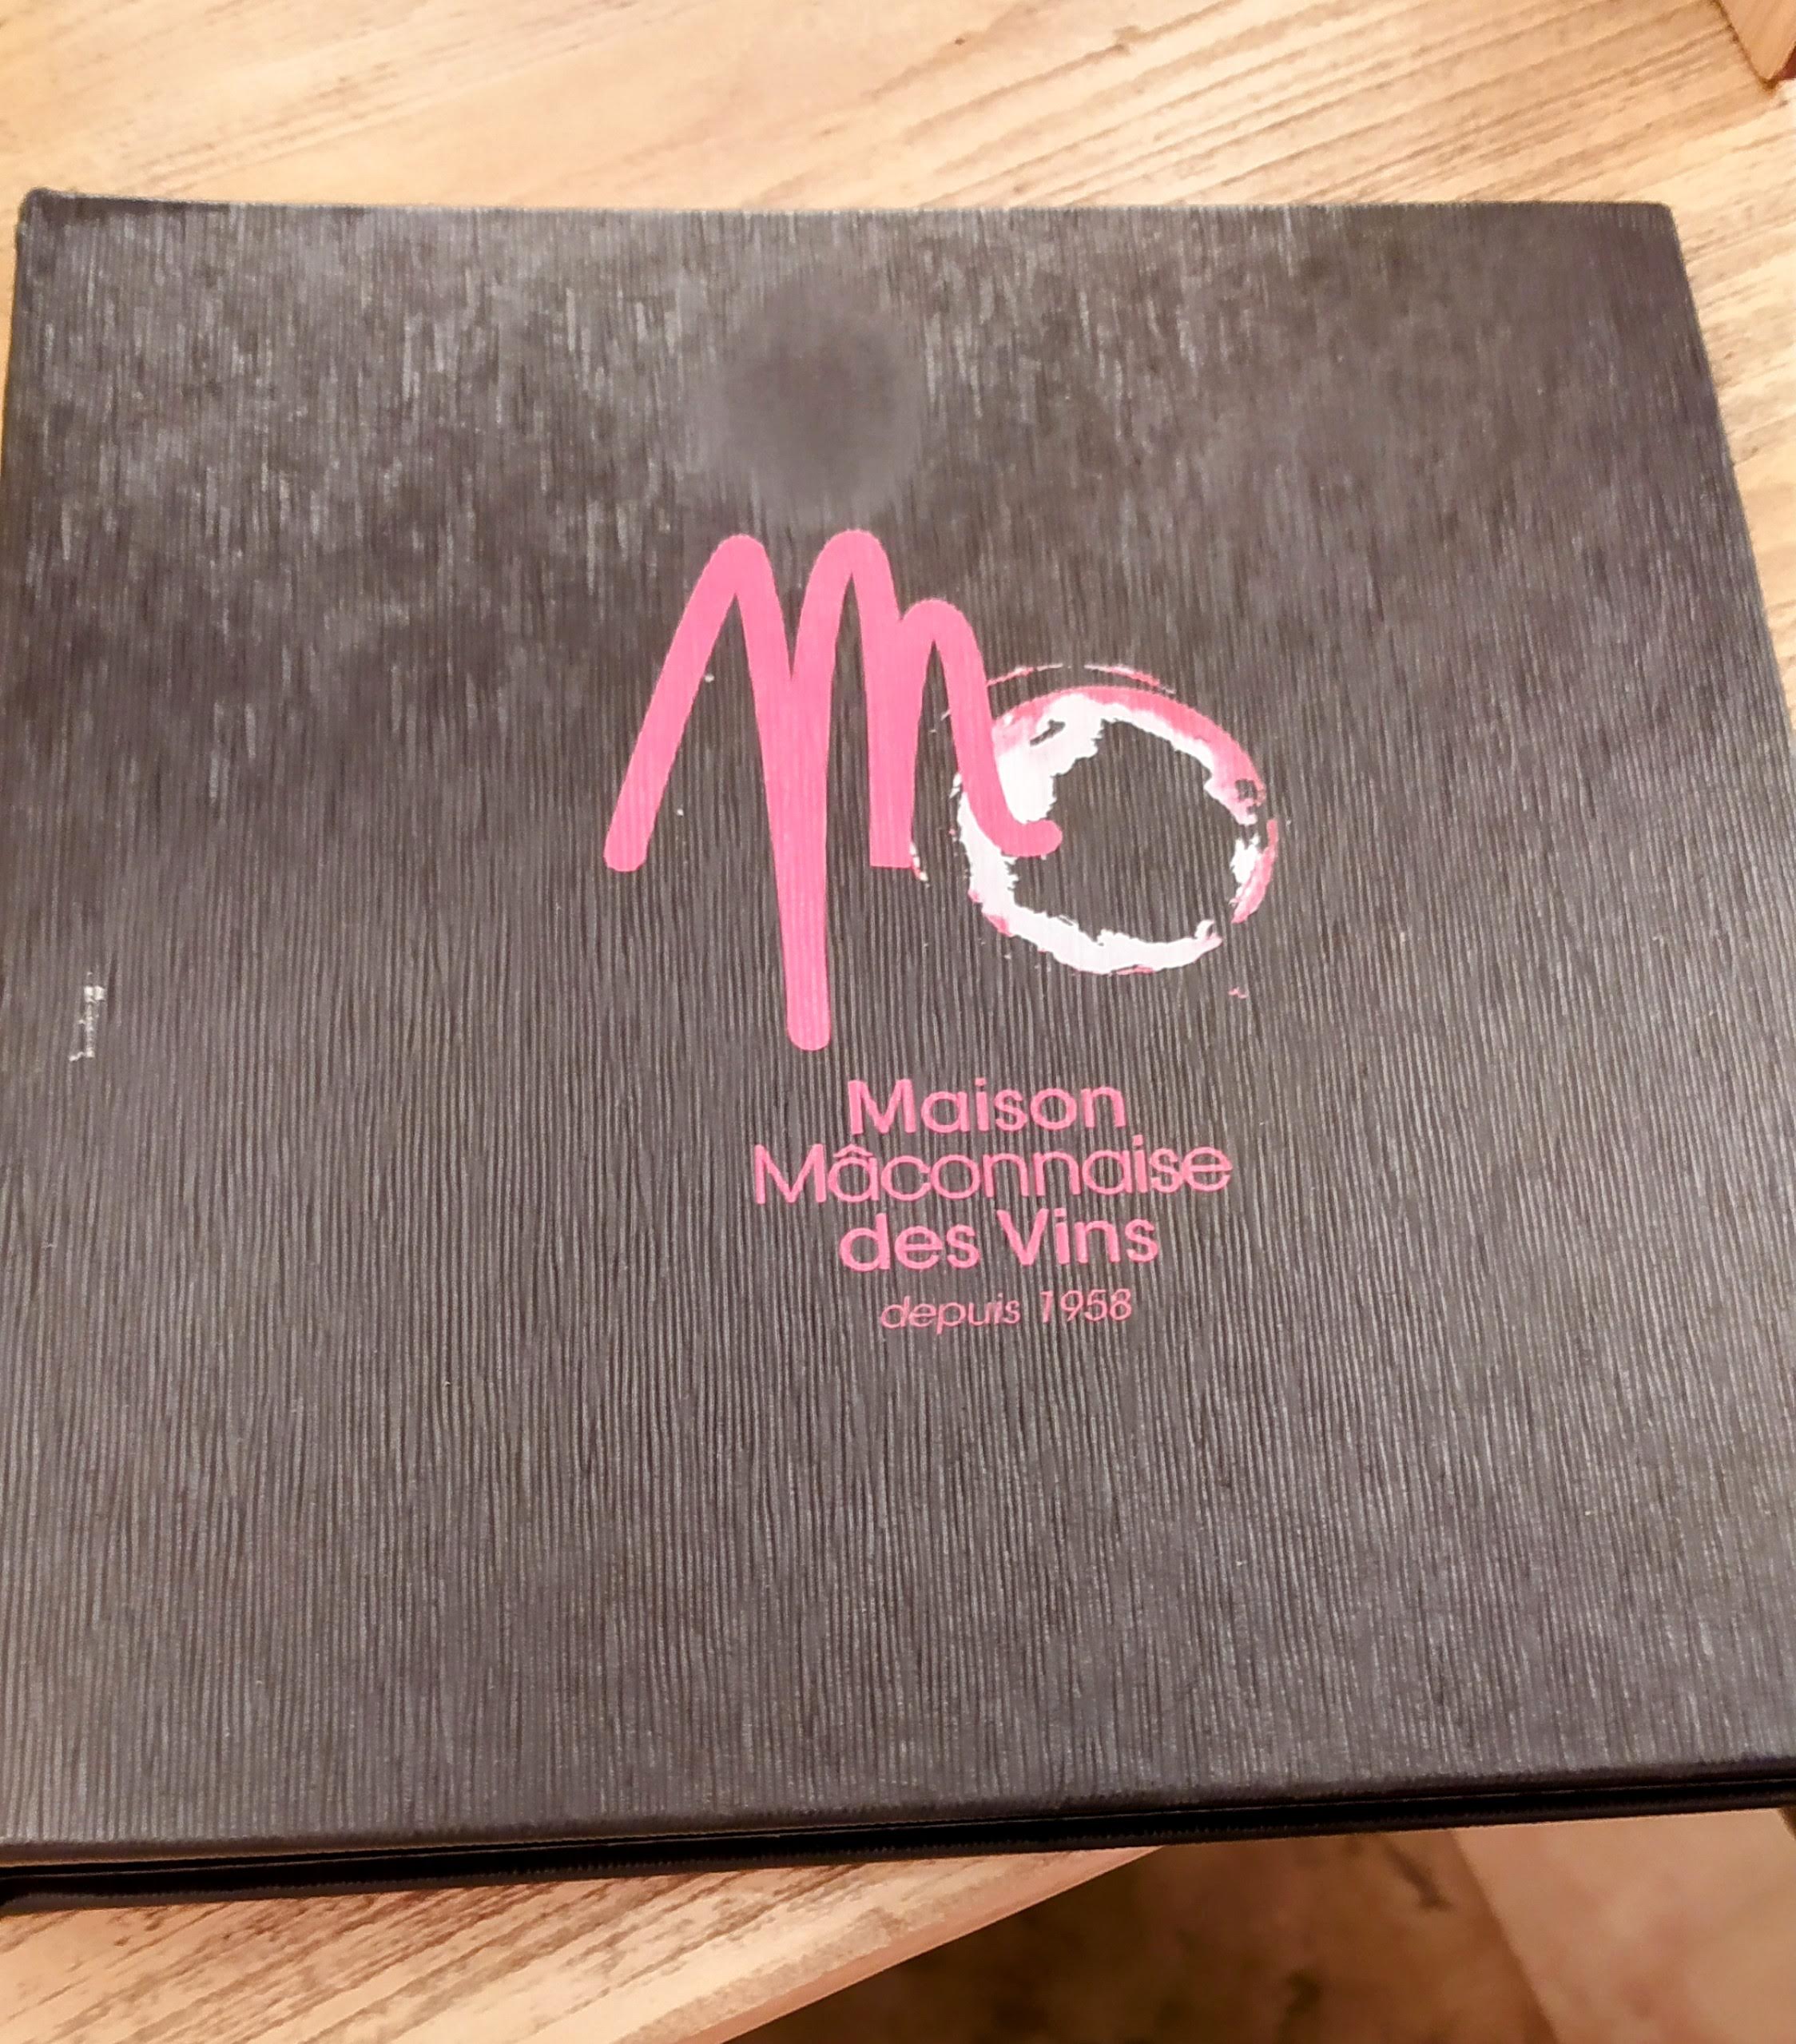 Maison
Mâconnaise
des Vins
depuis 1958